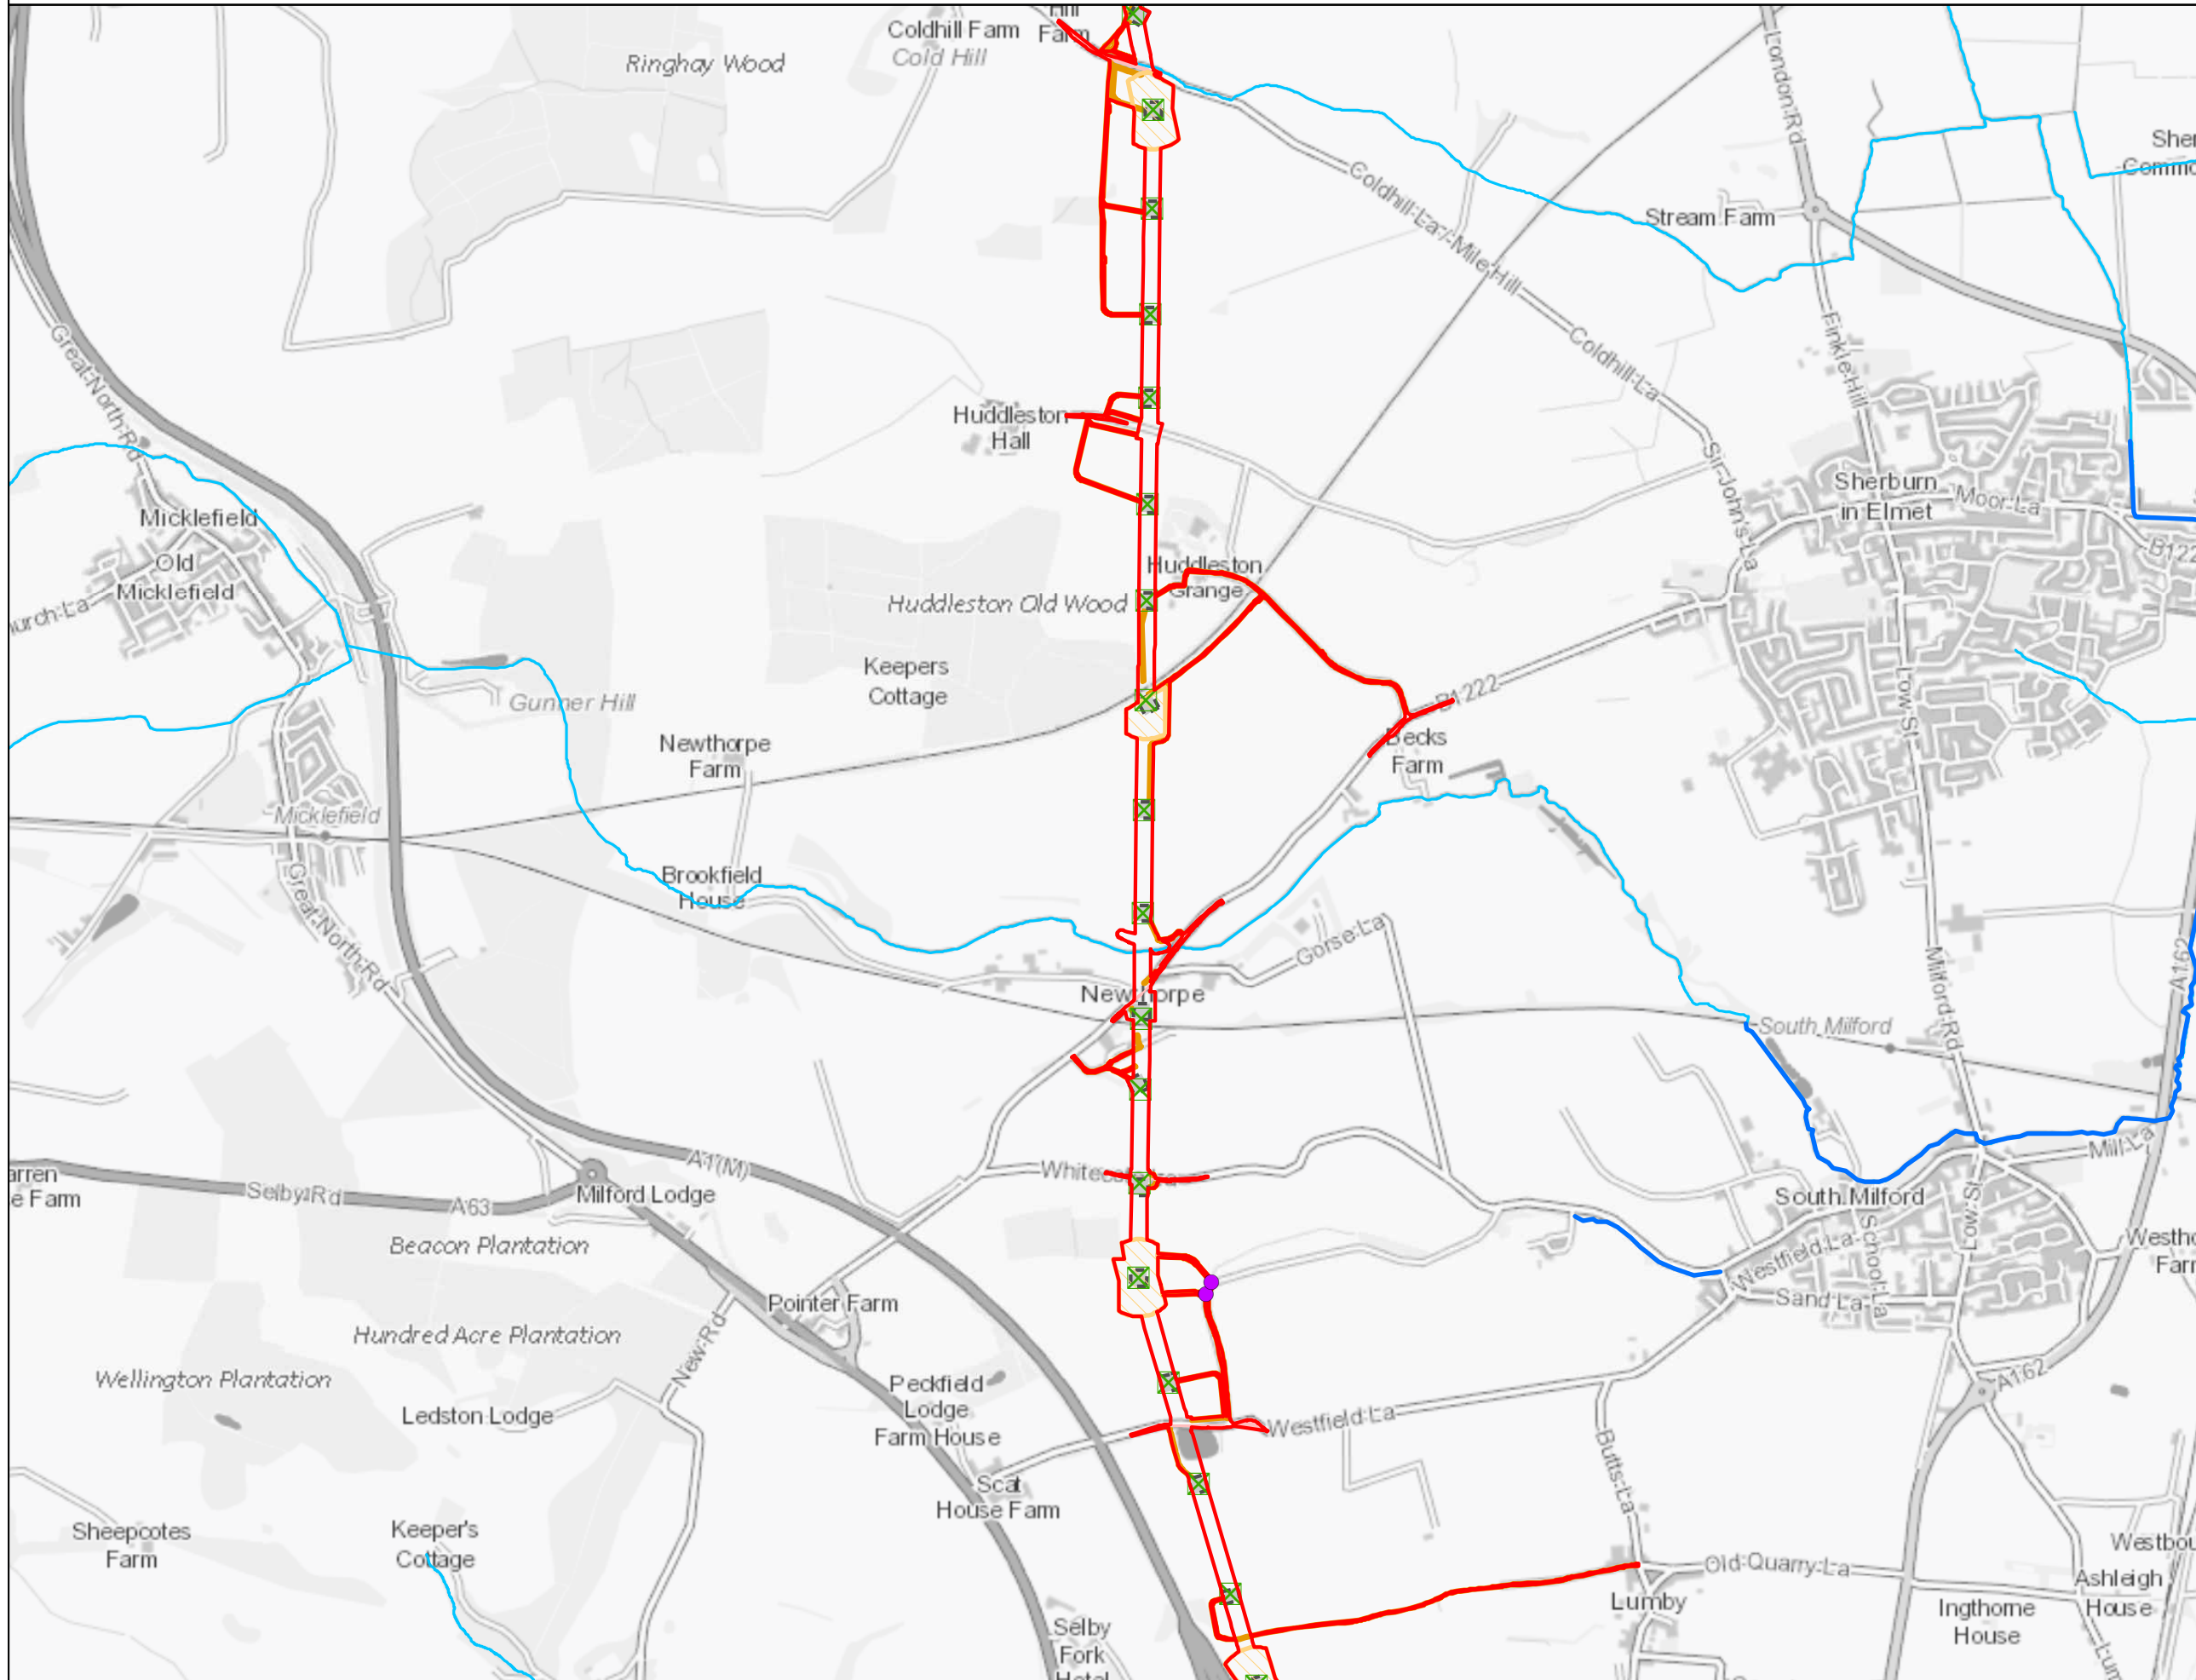 Hill
Coldhill Farm
Farm
Cold Hill
Ringhay Wood
London Rd
Coldhill La / Mile Hill
Stream Farm
Great North Rd
Finkle Hill
Coldhill La
Huddleston
Hall
Sir John's La
Sherburn
in Elmet
Moor La
Micklefield
Old
Micklefield
Huddleston
Grange
Huddleston Old Wood
Keepers
Cottage
Gunner Hill
B1222
Low St
Newthorpe
Farm
Becks
Farm
Micklefield
Brookfield
House
Great North Rd
Gorse La
Milford Rd
A162
Newthorpe
South Milford
Mill La
A1(M)
Selby Rd
A63
Milford Lodge
e Farm
South Milford
School La
Low St
Beacon Plantation
Westfield La
Sand La
Pointer Farm
Hundred Acre Plantation
New Rd
Wellington Plantation
Peckfield
Lodge
Farm House
Ledston Lodge
Westfield La
A162
Butts La
Scat
House Farm
Sheepcotes
Farm
Keeper's
Cottage
Old Quarry La
Ashleigh
House
Lumby
Ingthorne
House
Selby
Fork
Hotel